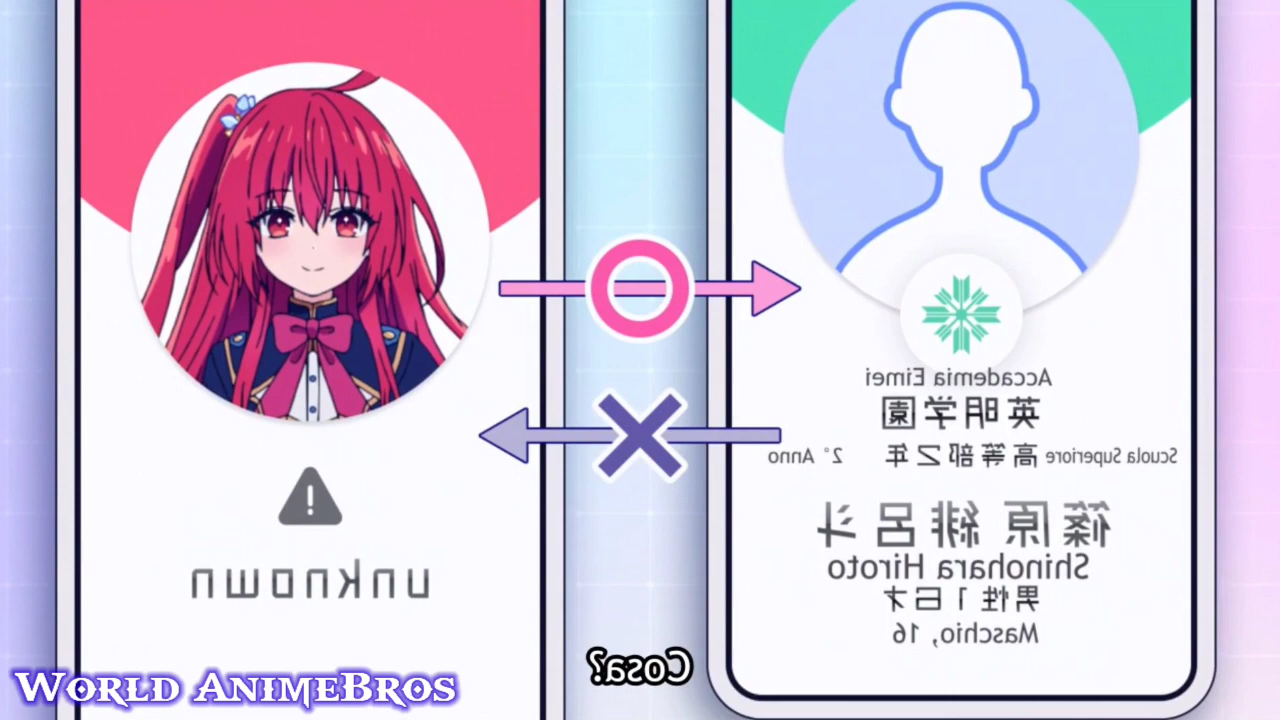 Accademia Eimei
英明学園
Scuola Superiore 高等部乙年 2° Anno
篠原緋呂斗
Shinohara Hiroto
男性16才
Maschio, 16
!
unknown
Cosa?
World AnimeBros